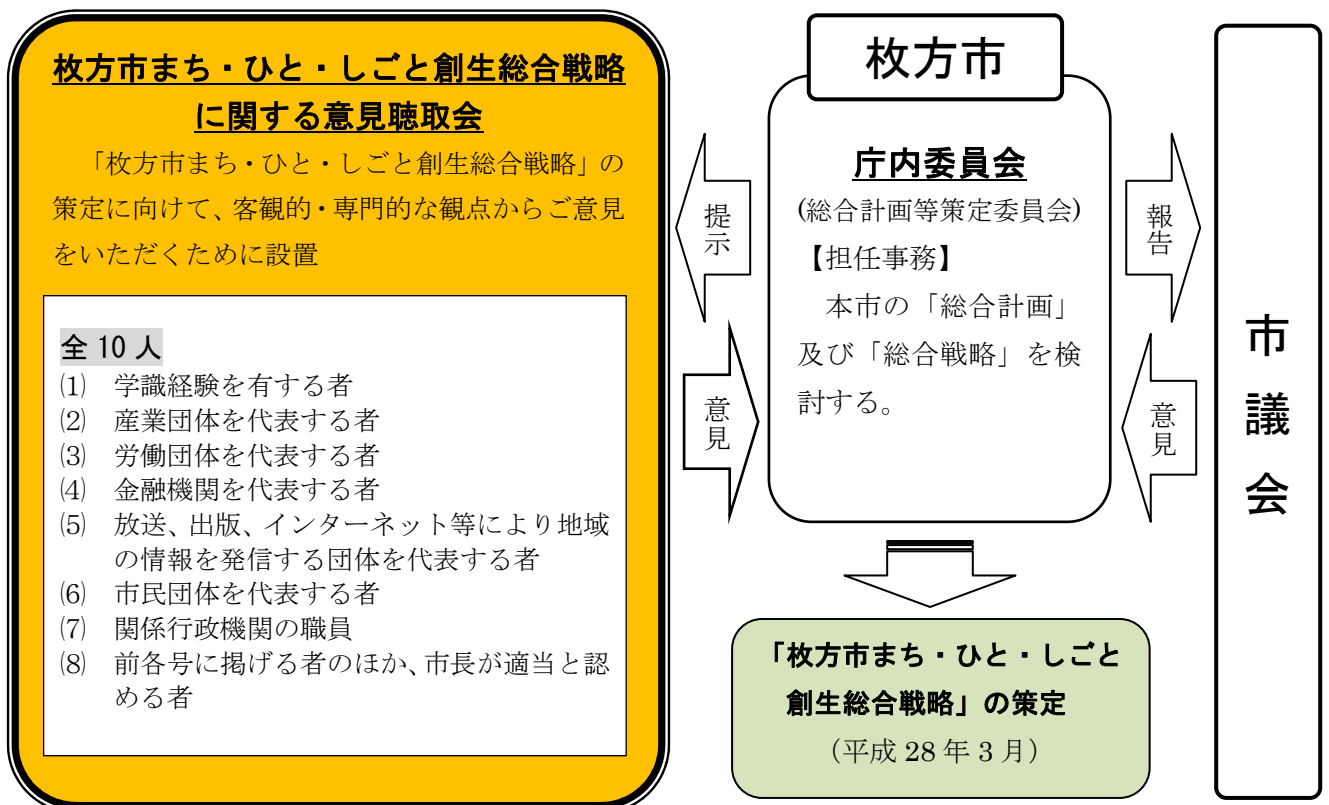 枚方市まち・ひと・しごと創生総合戦略
に関する意見聴取会
「枚方市まち・ひと・しごと創生総合戦略」の
策定に向けて、客観的・専門的な観点からご意見
をいただくために設置
全 10 人
⑴ 学識経験を有する者
⑵ 産業団体を代表する者
⑶ 労働団体を代表する者
⑷ 金融機関を代表する者
⑸ 放送、出版、インターネット等により地域
の情報を発信する団体を代表する者
⑹ 市民団体を代表する者
⑺ 関係行政機関の職員
⑻ 前各号に掲げる者のほか、市長が適当と認
める者
提示
意見
枚方市
庁内委員会
(総合計画等策定委員会)
【担任事務】
本市の「総合計画」
及び「総合戦略」を検
討する。
報告
意見
市議会
「枚方市まち・ひと・しごと
創生総合戦略」の策定
(平成 28 年 3 月)